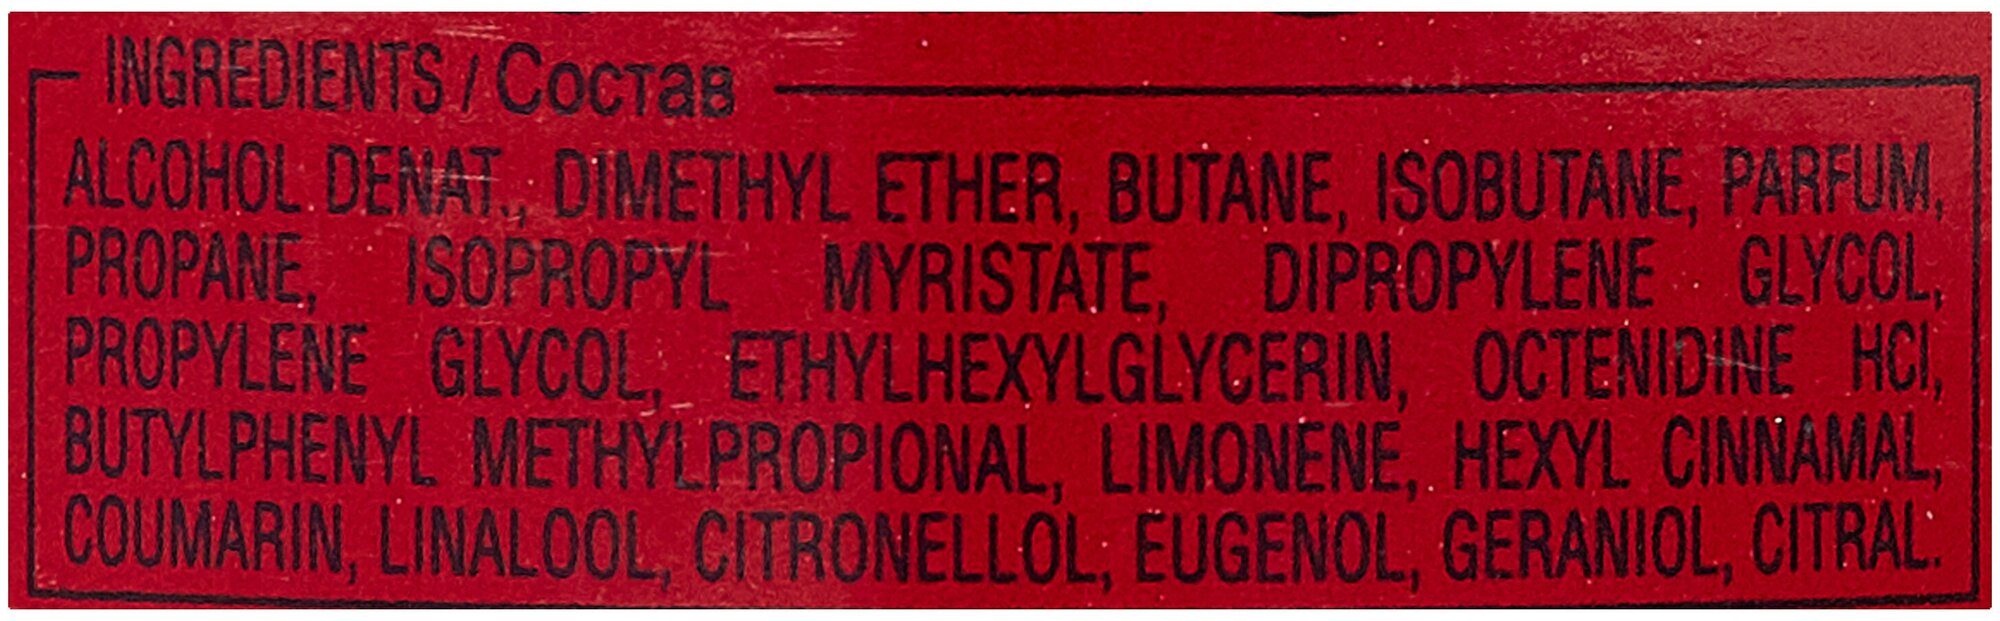 INGREDIENTS / Состав
ALCOHOL DENAT., DIMETHYL ETHER, BUTANE, ISOBUTANE, PARFUM,
PROPANE, ISOPROPYL MYRISTATE, DIPROPYLENE GLYCOL,
PROPYLENE GLYCOL, ETHYLHEXYLGLYCERIN, OCTENIDINE HCl,
BUTYLPHENYL METHYLPROPIONAL, LIMONENE, HEXYL CINNAMAL,
COUMARIN, LINALOOL, CITRONELLOL, EUGENOL, GERANIOL, CITRAL.